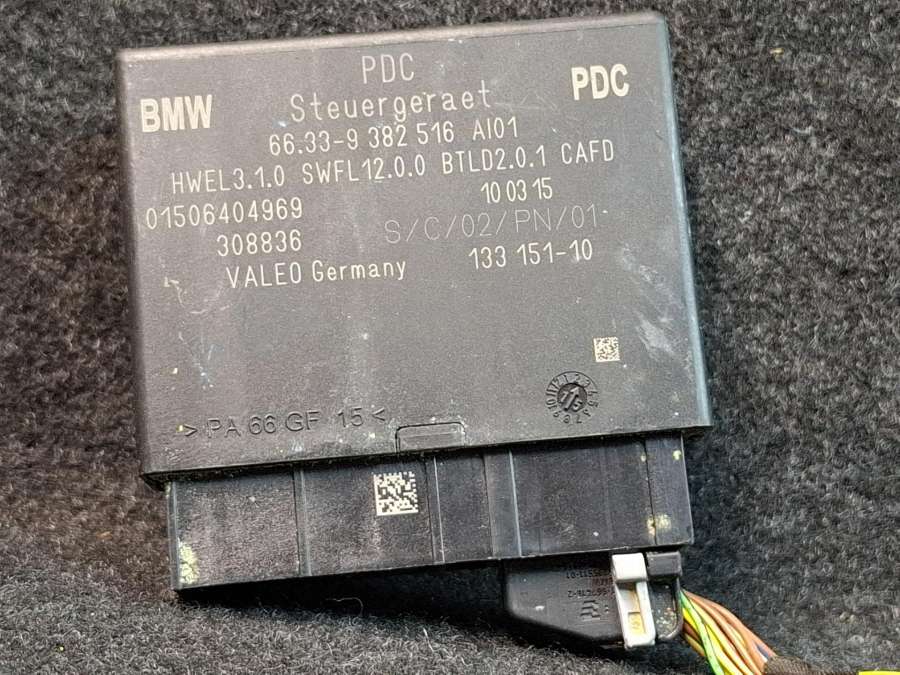 PDC
BMW Steuergeraet PDC
66.33-9 382 516 AI01
HWEL3.1.0 SWFL12.0.0 BTLD2.0.1 CAFD
01506404969 10 03 15
308836 S/C/02/PN/01
VALEO Germany 133 151-10
>PA 66 GF 15<